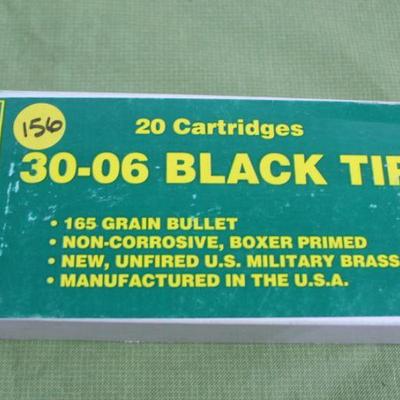 156
20 Cartridges
30-06 BLACK TIP
• 165 GRAIN BULLET
• NON-CORROSIVE, BOXER PRIMED
• NEW, UNFIRED U.S. MILITARY BRASS
• MANUFACTURED IN THE U.S.A.